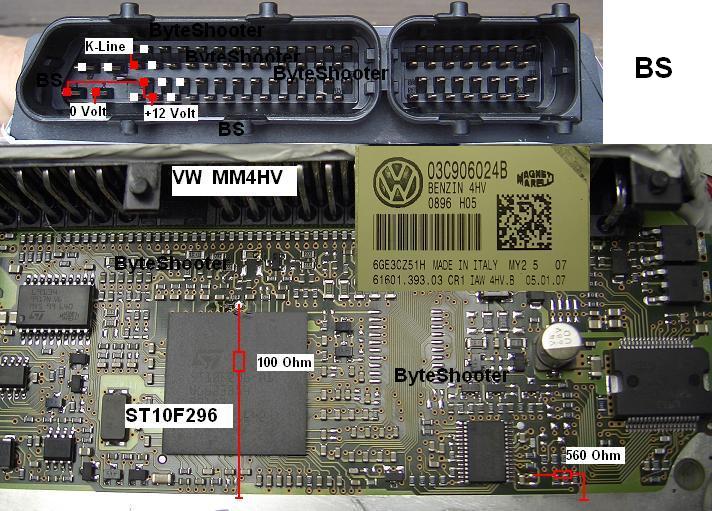 ByteShooter
K-Line
ByteShooter
ByteShooter
BS
BS
0 Volt
+12 Volt
BS
VW MM4HV
03C906024B
BENZIN 4HV
0896 H05
MAGNETI
MARELLI
6GE3CZ51H MADE IN ITALY MY2 5 07
61601.393.03 CR1 IAW 4HV.B 05.01.07
ByteShooter
100 Ohm
ByteShooter
ST10F296
560 Ohm